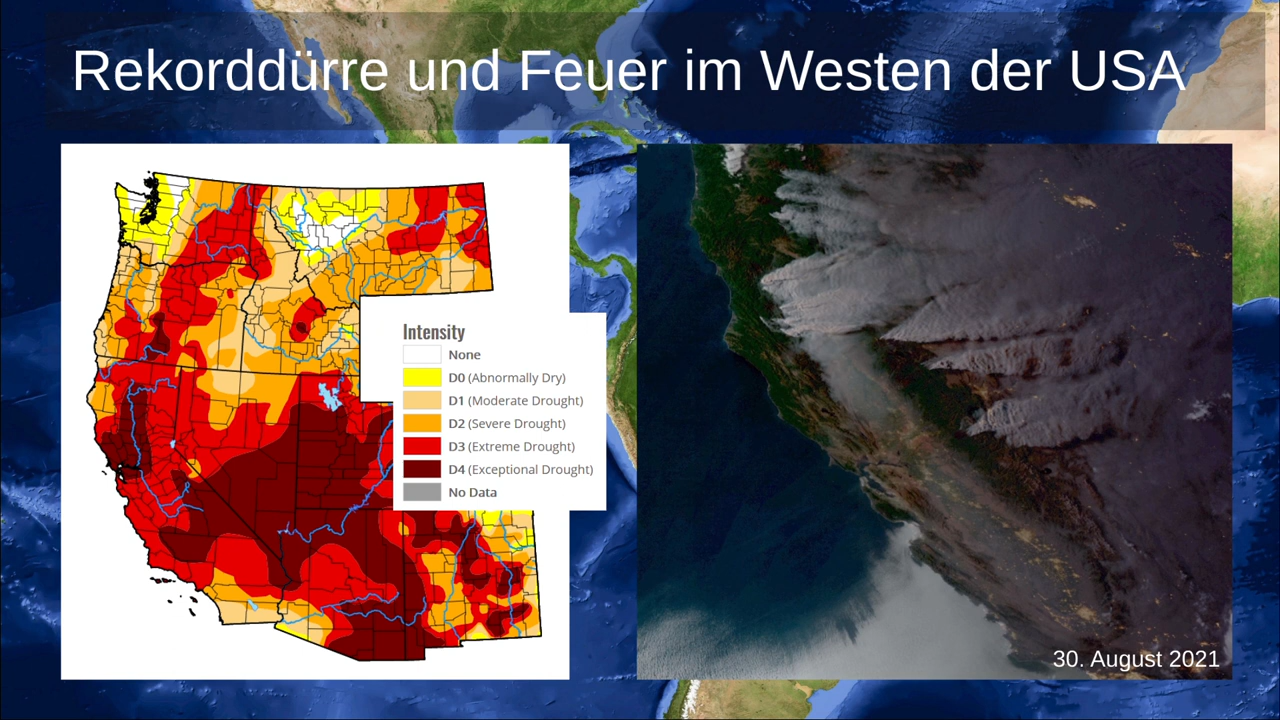 Rekorddürre und Feuer im Westen der USA
Intensity
None
D0 (Abnormally Dry)
D1 (Moderate Drought)
D2 (Severe Drought)
D3 (Extreme Drought)
D4 (Exceptional Drought)
No Data
30. August 2021